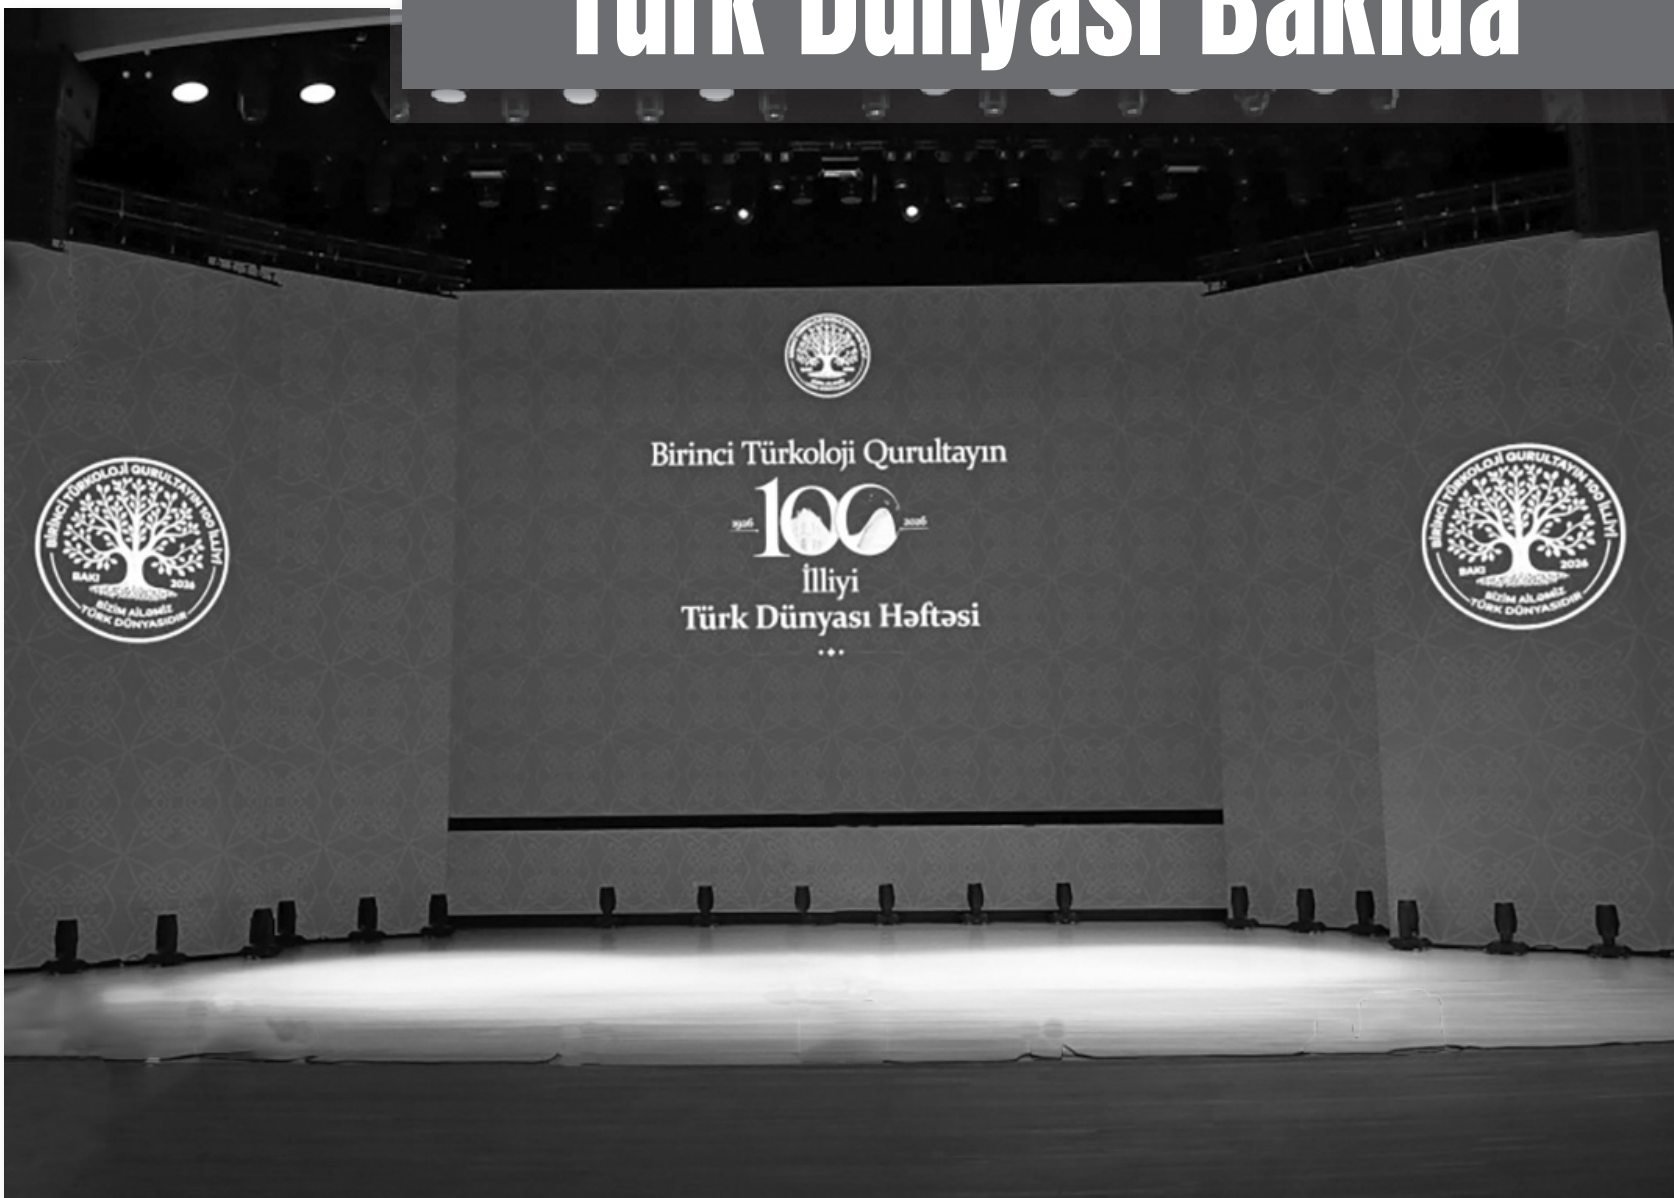 Türk Dünyası Bakıda
Birinci Türkoloji Qurultayın
1926 100 2026
İlliyi
Türk Dünyası Həftəsi
BİRİNCİ TÜRKOLOJİ QURULTAYIN 100 İLLİYİ
BAKI 2026
BİZİM AİLƏMİZ
TÜRK DÜNYASIDIR
BİRİNCİ TÜRKOLOJİ QURULTAYIN 100 İLLİYİ
BAKI 2026
BİZİM AİLƏMİZ
TÜRK DÜNYASIDIR